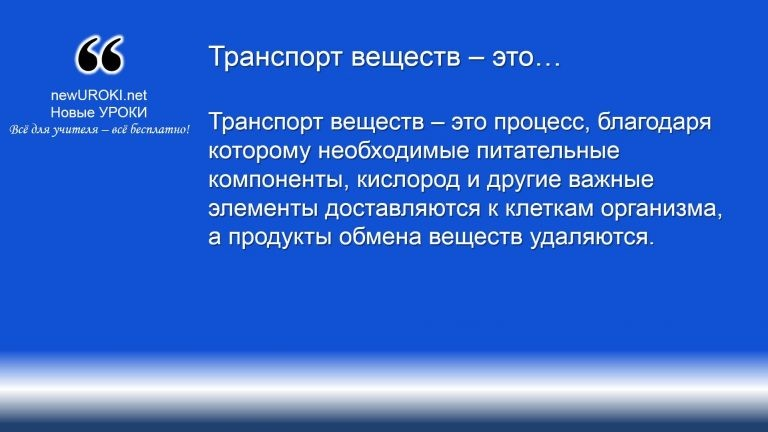 “
newUROKI.net
Новые УРОКИ
Всё для учителя – всё бесплатно!
Транспорт веществ – это…
Транспорт веществ – это процесс, благодаря
которому необходимые питательные
компоненты, кислород и другие важные
элементы доставляются к клеткам организма,
а продукты обмена веществ удаляются.